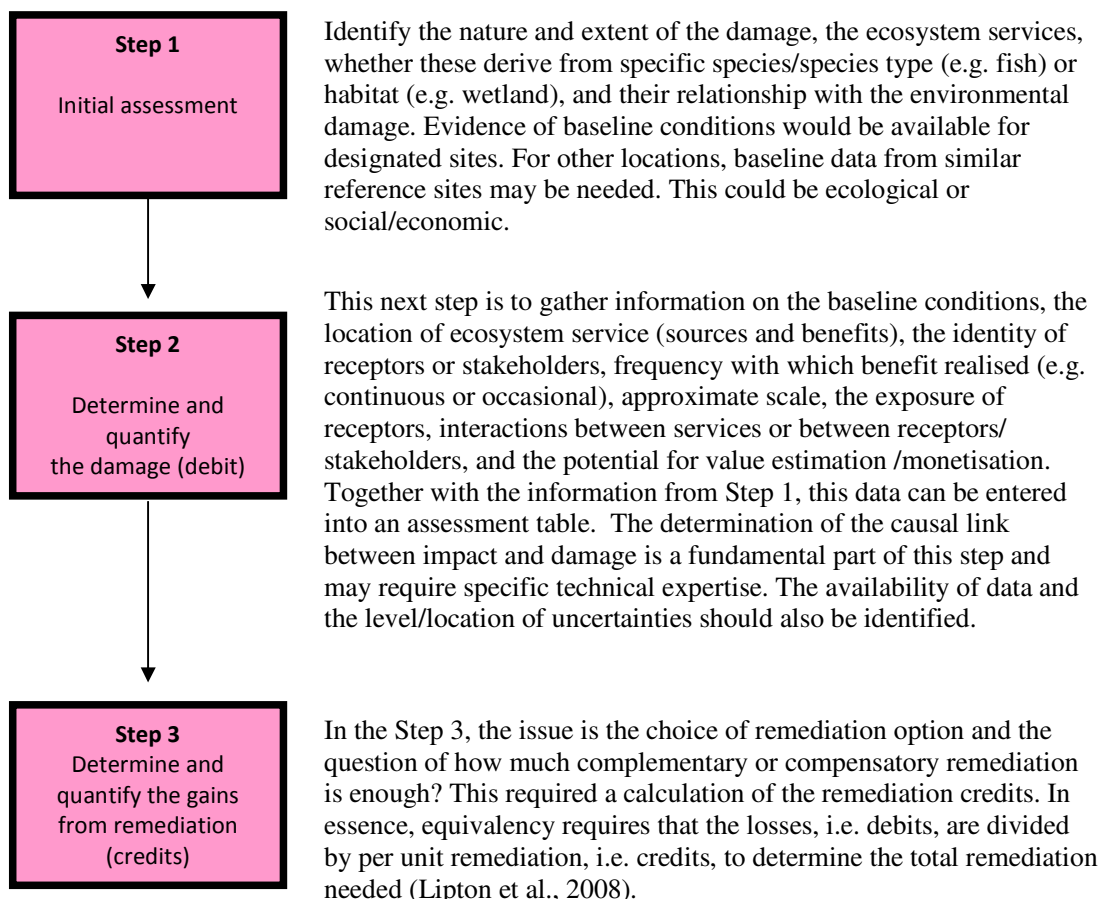 Step 1
Initial assessment
Identify the nature and extent of the damage, the ecosystem services,
whether these derive from specific species/species type (e.g. fish) or
habitat (e.g. wetland), and their relationship with the environmental
damage. Evidence of baseline conditions would be available for
designated sites. For other locations, baseline data from similar
reference sites may be needed. This could be ecological or
social/economic.
Step 2
Determine and
quantify
the damage (debit)
This next step is to gather information on the baseline conditions, the
location of ecosystem service (sources and benefits), the identity of
receptors or stakeholders, frequency with which benefit realised (e.g.
continuous or occasional), approximate scale, the exposure of
receptors, interactions between services or between receptors/
stakeholders, and the potential for value estimation /monetisation.
Together with the information from Step 1, this data can be entered
into an assessment table.  The determination of the causal link
between impact and damage is a fundamental part of this step and
may require specific technical expertise. The availability of data and
the level/location of uncertainties should also be identified.
Step 3
Determine and
quantify the gains
from remediation
(credits)
In the Step 3, the issue is the choice of remediation option and the
question of how much complementary or compensatory remediation
is enough? This required a calculation of the remediation credits. In
essence, equivalency requires that the losses, i.e. debits, are divided
by per unit remediation, i.e. credits, to determine the total remediation
needed (Lipton et al., 2008).